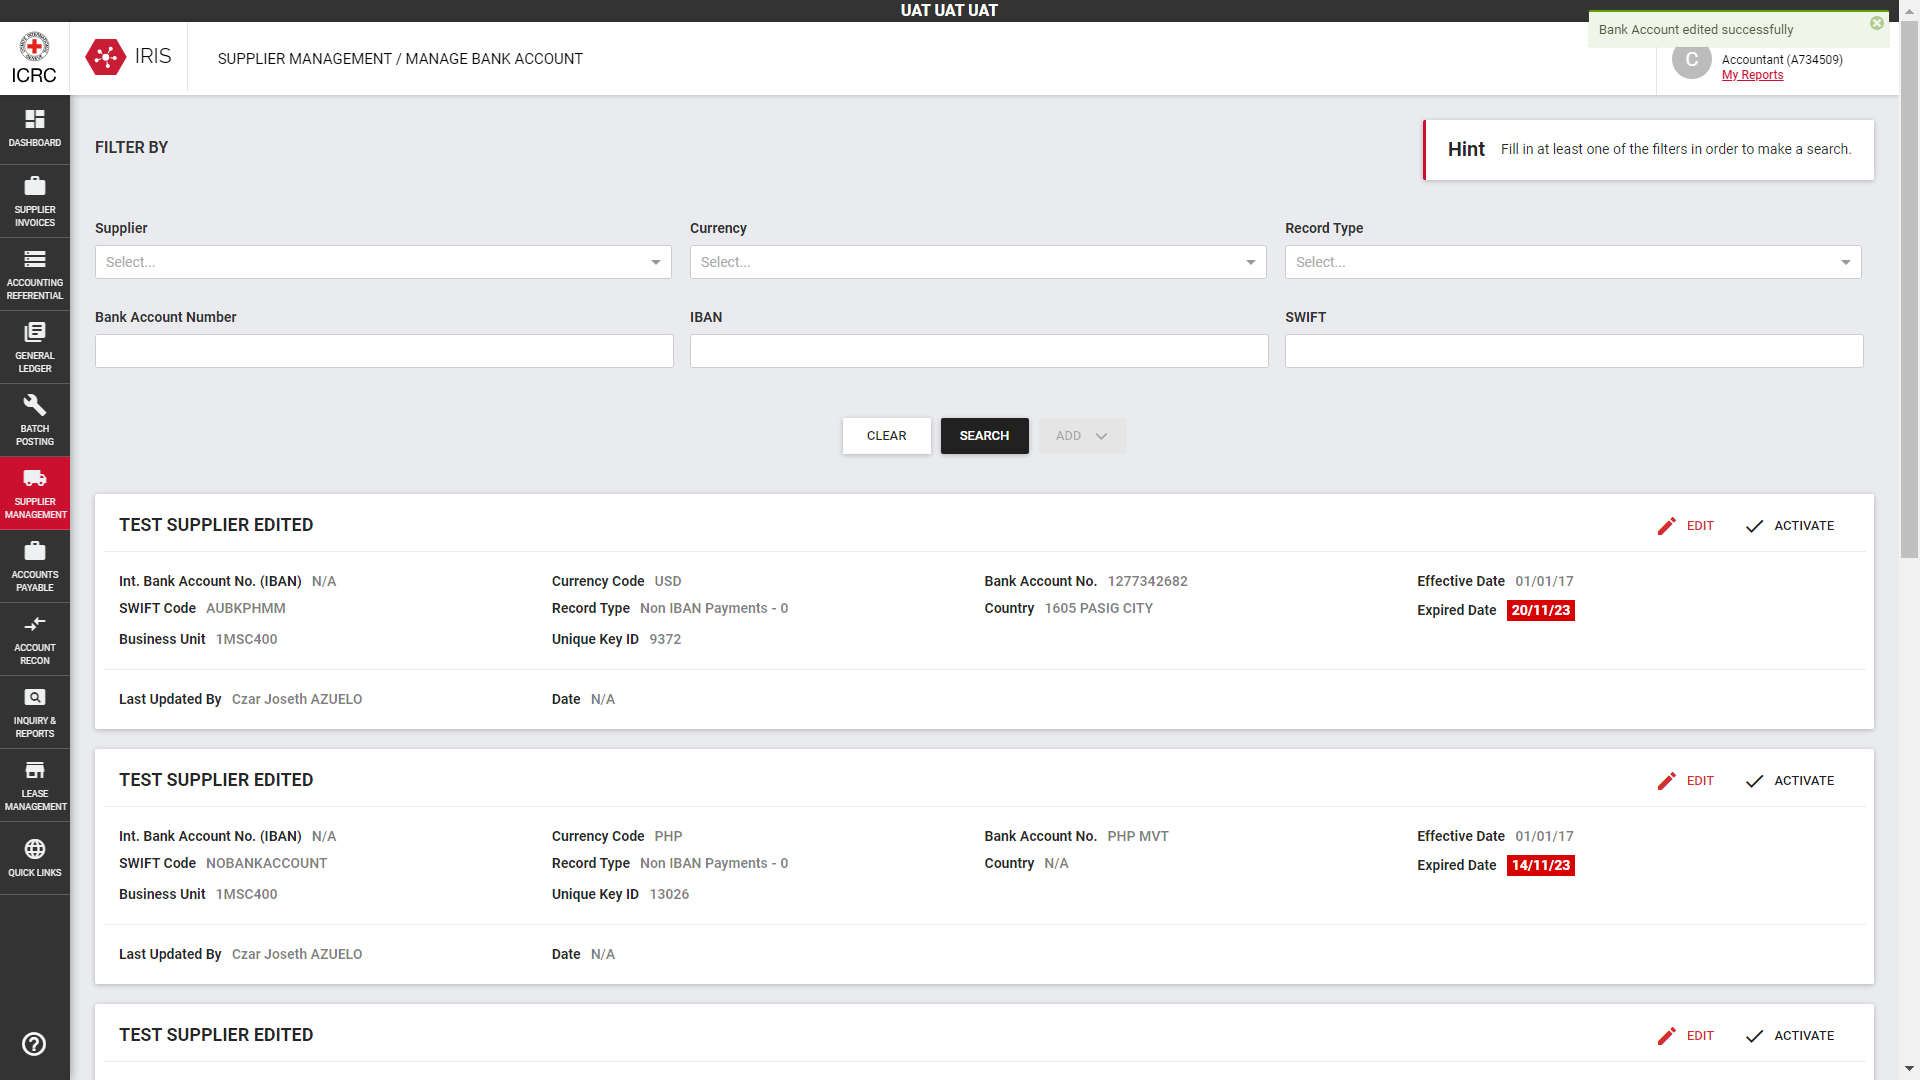 UAT UAT UAT
Bank Account edited successfully
ICRC
IRIS
SUPPLIER MANAGEMENT / MANAGE BANK ACCOUNT
C
Accountant (A734509)
My Reports
DASHBOARD
SUPPLIER
INVOICES
ACCOUNTING
REFERENTIAL
GENERAL
LEDGER
BATCH
POSTING
SUPPLIER
MANAGEMENT
ACCOUNTS
PAYABLE
ACCOUNT
RECON
INQUIRY &
REPORTS
LEASE
MANAGEMENT
QUICK LINKS
FILTER BY
Hint Fill in at least one of the filters in order to make a search.
Supplier Currency Record Type
Select... Select... Select...
Bank Account Number IBAN SWIFT
CLEAR SEARCH ADD
TEST SUPPLIER EDITED EDIT ACTIVATE
Int. Bank Account No. (IBAN) N/A Currency Code USD Bank Account No. 1277342682 Effective Date 01/01/17
SWIFT Code AUBKPHMM Record Type Non IBAN Payments - 0 Country 1605 PASIG CITY Expired Date 20/11/23
Business Unit 1MSC400 Unique Key ID 9372
Last Updated By Czar Joseth AZUELO Date N/A
TEST SUPPLIER EDITED EDIT ACTIVATE
Int. Bank Account No. (IBAN) N/A Currency Code PHP Bank Account No. PHP MVT Effective Date 01/01/17
SWIFT Code NOBANKACCOUNT Record Type Non IBAN Payments - 0 Country N/A Expired Date 14/11/23
Business Unit 1MSC400 Unique Key ID 13026
Last Updated By Czar Joseth AZUELO Date N/A
TEST SUPPLIER EDITED EDIT ACTIVATE